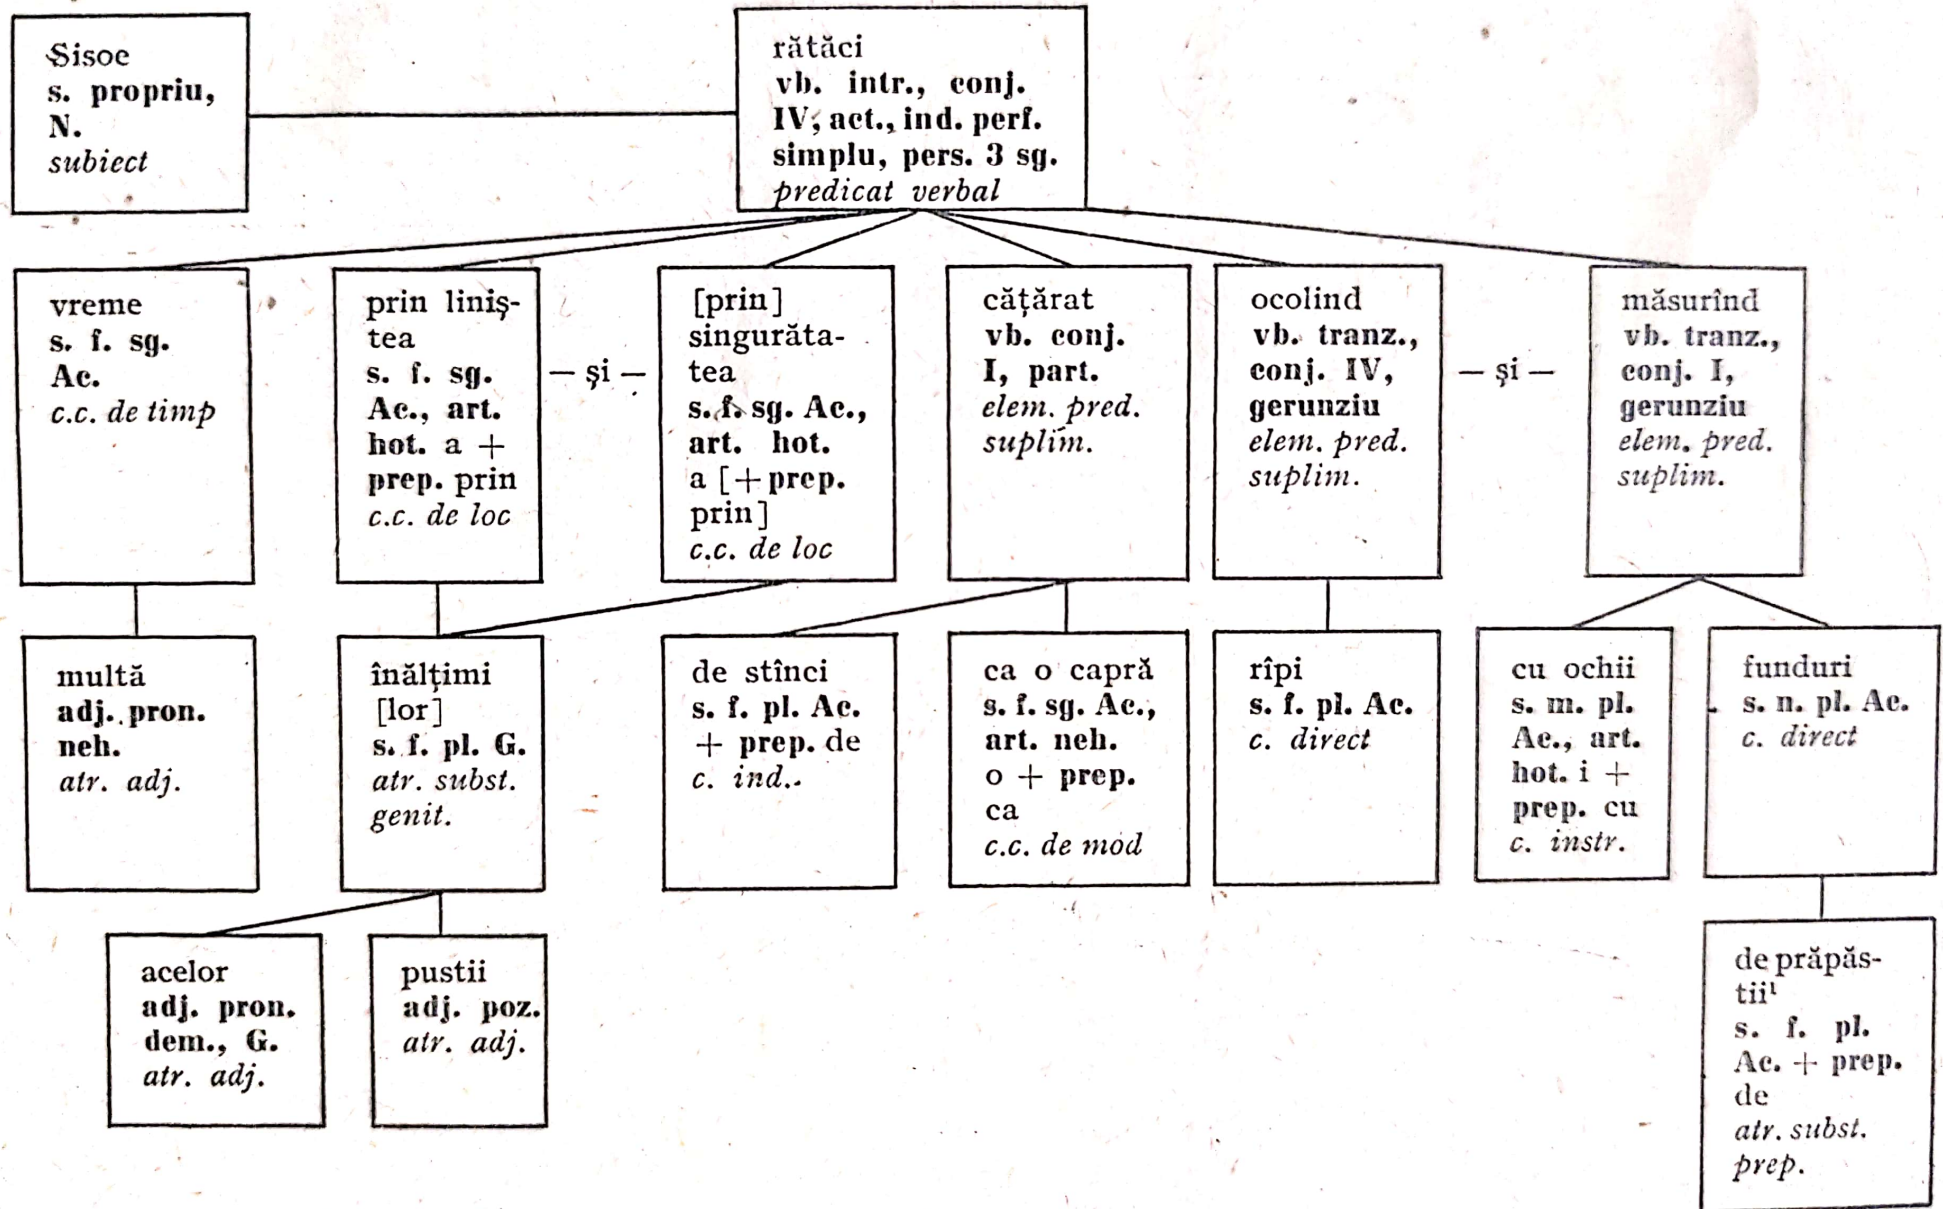 Sisoe
s. propriu,
N.
subiect
rătăci
vb. intr., conj.
IV, act., ind. perf.
simplu, pers. 3 sg.
predicat verbal
vreme
s. f. sg.
Ac.
c.c. de timp
prin liniş-
tea
s. f. sg.
Ac., art.
hot. a +
prep. prin
c.c. de loc
— şi —
[prin]
singurăta-
tea
s. f. sg. Ac.,
art. hot.
a [+prep.
prin]
c.c. de loc
căţărat
vb. conj.
I, part.
elem. pred.
suplim.
ocolind
vb. tranz.,
conj. IV,
gerunziu
elem. pred.
suplim.
— şi —
măsurînd
vb. tranz.,
conj. I,
gerunziu
elem. pred.
suplim.
multă
adj. pron.
neh.
atr. adj.
înălţimi
[lor]
s. f. pl. G.
atr. subst.
genit.
de stînci
s. f. pl. Ac.
+ prep. de
c. ind.
ca o capră
s. f. sg. Ac.,
art. neh.
o + prep.
ca
c.c. de mod
rîpi
s. f. pl. Ac.
c. direct
cu ochii
s. m. pl.
Ac., art.
hot. i +
prep. cu
c. instr.
funduri
s. n. pl. Ac.
c. direct
acelor
adj. pron.
dem., G.
atr. adj.
pustii
adj. poz.
atr. adj.
de prăpăs-
tii¹
s. f. pl.
Ac. + prep.
de
atr. subst.
prep.